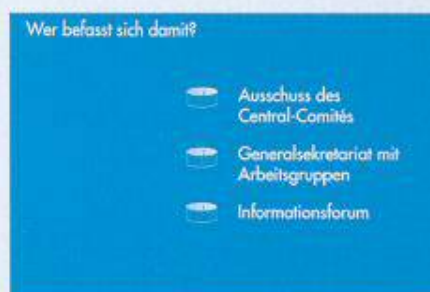 Wer befasst sich damit?
Ausschuss des
Central-Comités
Generalsekretariat mit
Arbeitsgruppen
Informationsforum